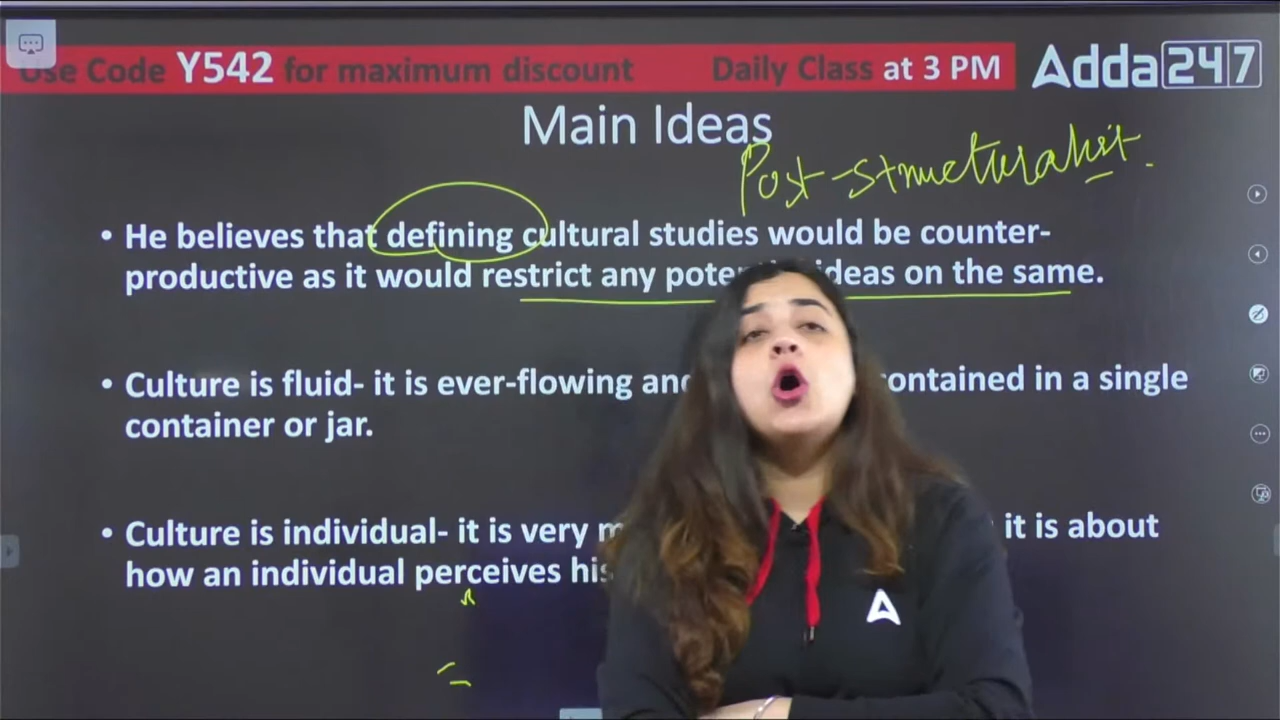 Use Code Y542 for maximum discount Daily Class at 3 PM Adda247
Main Ideas
Post-structuralist.
• He believes that defining cultural studies would be counter-
productive as it would restrict any ideas on the same.
• Culture is fluid- it is ever-flowing contained in a single
container or jar.
• Culture is individual- it is very it is about
how an individual perceives